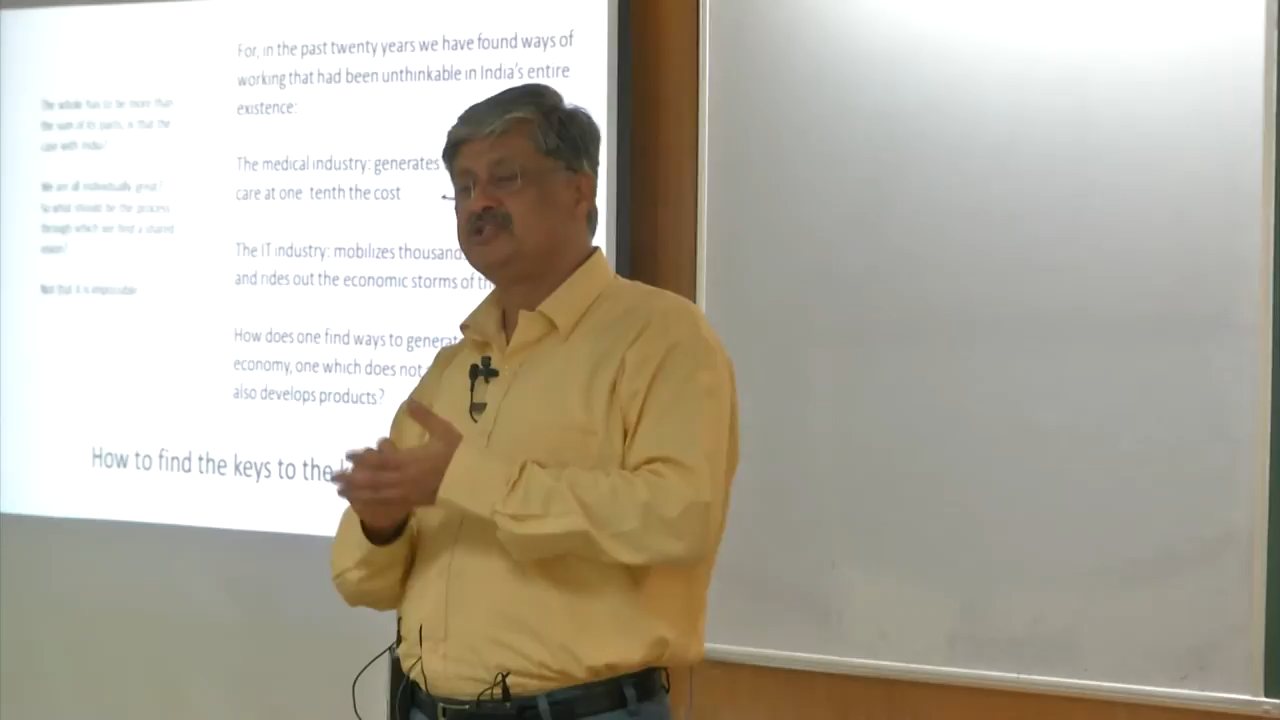 The whole has to be more than
the sum of its parts, is that the
case with India?
We are all individually great!
So what should be the process
through which we find a shared
vision?
Not that it is impossible
For, in the past twenty years we have found ways of
working that had been unthinkable in India's entire
existence:
The medical industry: generates
care at one tenth the cost
The IT industry: mobilizes thousand
and rides out the economic storms of
How does one find ways to generat
economy, one which does not
also develops products?
How to find the keys to the